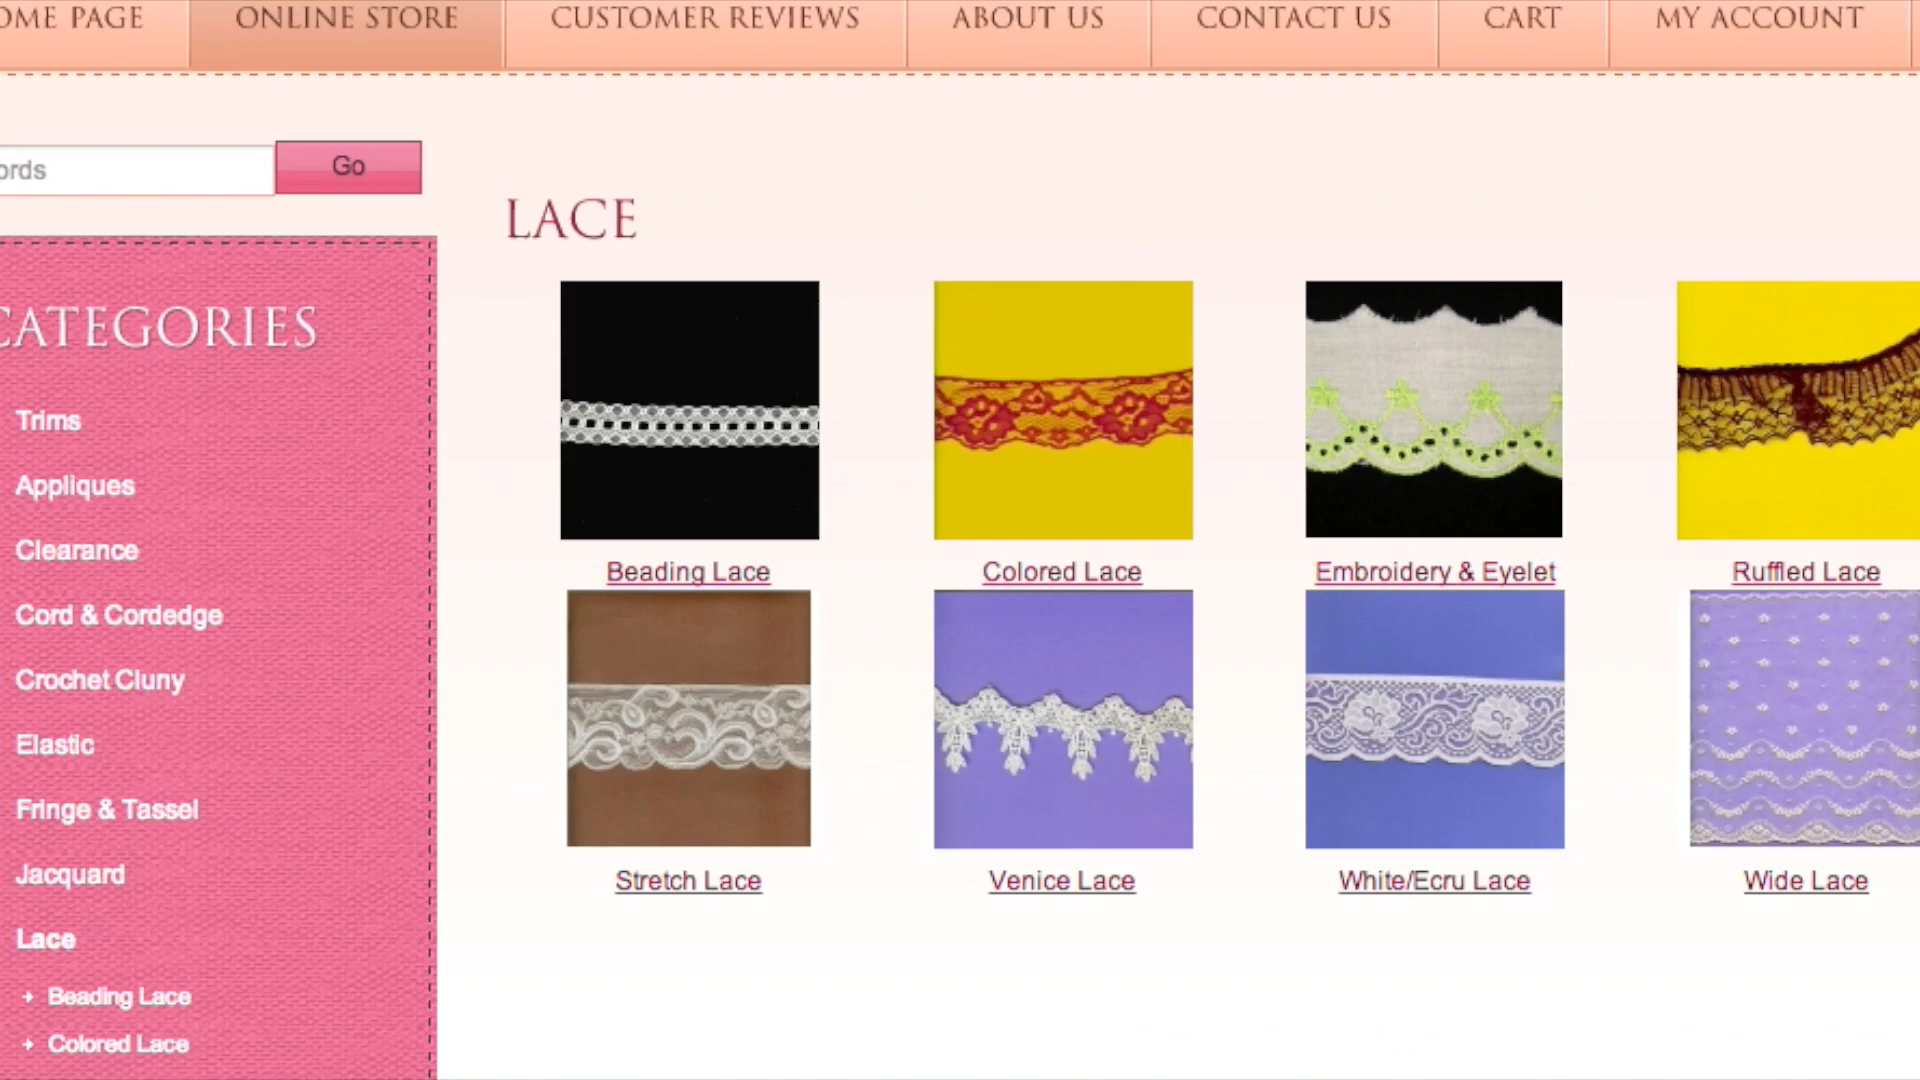 OME PAGE
ONLINE STORE
CUSTOMER REVIEWS
ABOUT US
CONTACT US
CART
MY ACCOUNT
ords
Go
CATEGORIES
Trims
Appliques
Clearance
Cord & Cordedge
Crochet Cluny
Elastic
Fringe & Tassel
Jacquard
Lace
Beading Lace
Colored Lace
LACE
Beading Lace
Colored Lace
Embroidery & Eyelet
Ruffled Lace
Stretch Lace
Venice Lace
White/Ecru Lace
Wide Lace